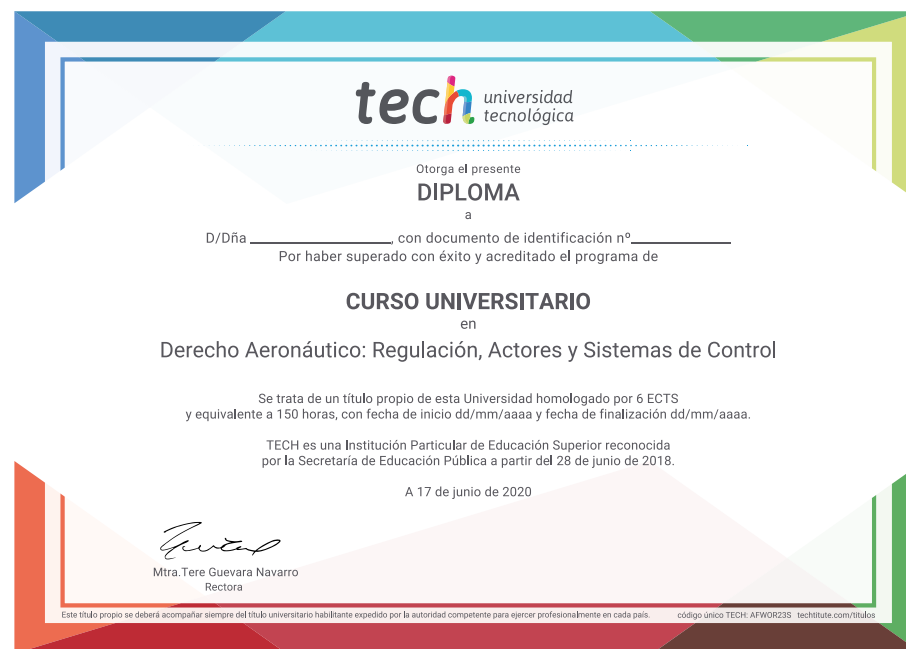 tech universidad
tecnológica
Otorga el presente
DIPLOMA
a
D/Dña ____________________, con documento de identificación nº______________
Por haber superado con éxito y acreditado el programa de
CURSO UNIVERSITARIO
en
Derecho Aeronáutico: Regulación, Actores y Sistemas de Control
Se trata de un título propio de esta Universidad homologado por 6 ECTS
y equivalente a 150 horas, con fecha de inicio dd/mm/aaaa y fecha de finalización dd/mm/aaaa.
TECH es una Institución Particular de Educación Superior reconocida
por la Secretaría de Educación Pública a partir del 28 de junio de 2018.
A 17 de junio de 2020
Mtra.Tere Guevara Navarro
Rectora
Este título propio se deberá acompañar siempre del título universitario habilitante expedido por la autoridad competente para ejercer profesionalmente en cada país. código único TECH: AFWOR23S techtitute.com/titulos